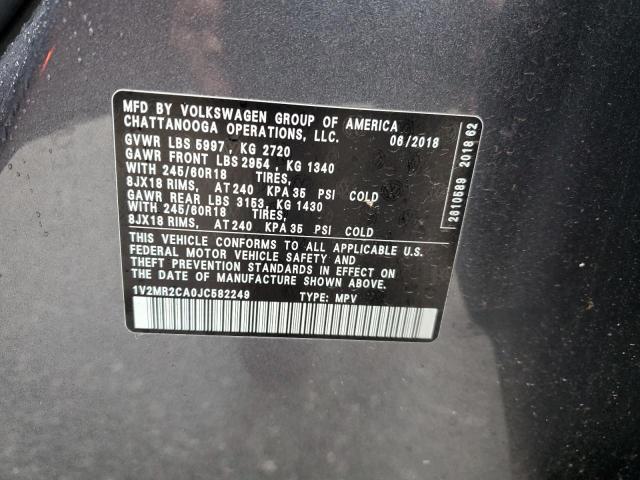 MFD BY VOLKSWAGEN GROUP OF AMERICA
CHATTANOOGA OPERATIONS, LLC. 06/2018
GVWR LBS 5997 , KG 2720
GAWR FRONT LBS 2954 , KG 1340
WITH 245/60R18 TIRES,
8JX18 RIMS, AT 240 KPA 35 PSI COLD
GAWR REAR LBS 3153, KG 1430
WITH 245/60R18 TIRES,
8JX18 RIMS, AT 240 KPA 35 PSI COLD
THIS VEHICLE CONFORMS TO ALL APPLICABLE U.S.
FEDERAL MOTOR VEHICLE SAFETY AND
THEFT PREVENTION STANDARDS IN EFFECT ON
THE DATE OF MANUFACTURE SHOWN ABOVE.
1V2MR2CA0JC582249 TYPE: MPV
2810589 2018 62